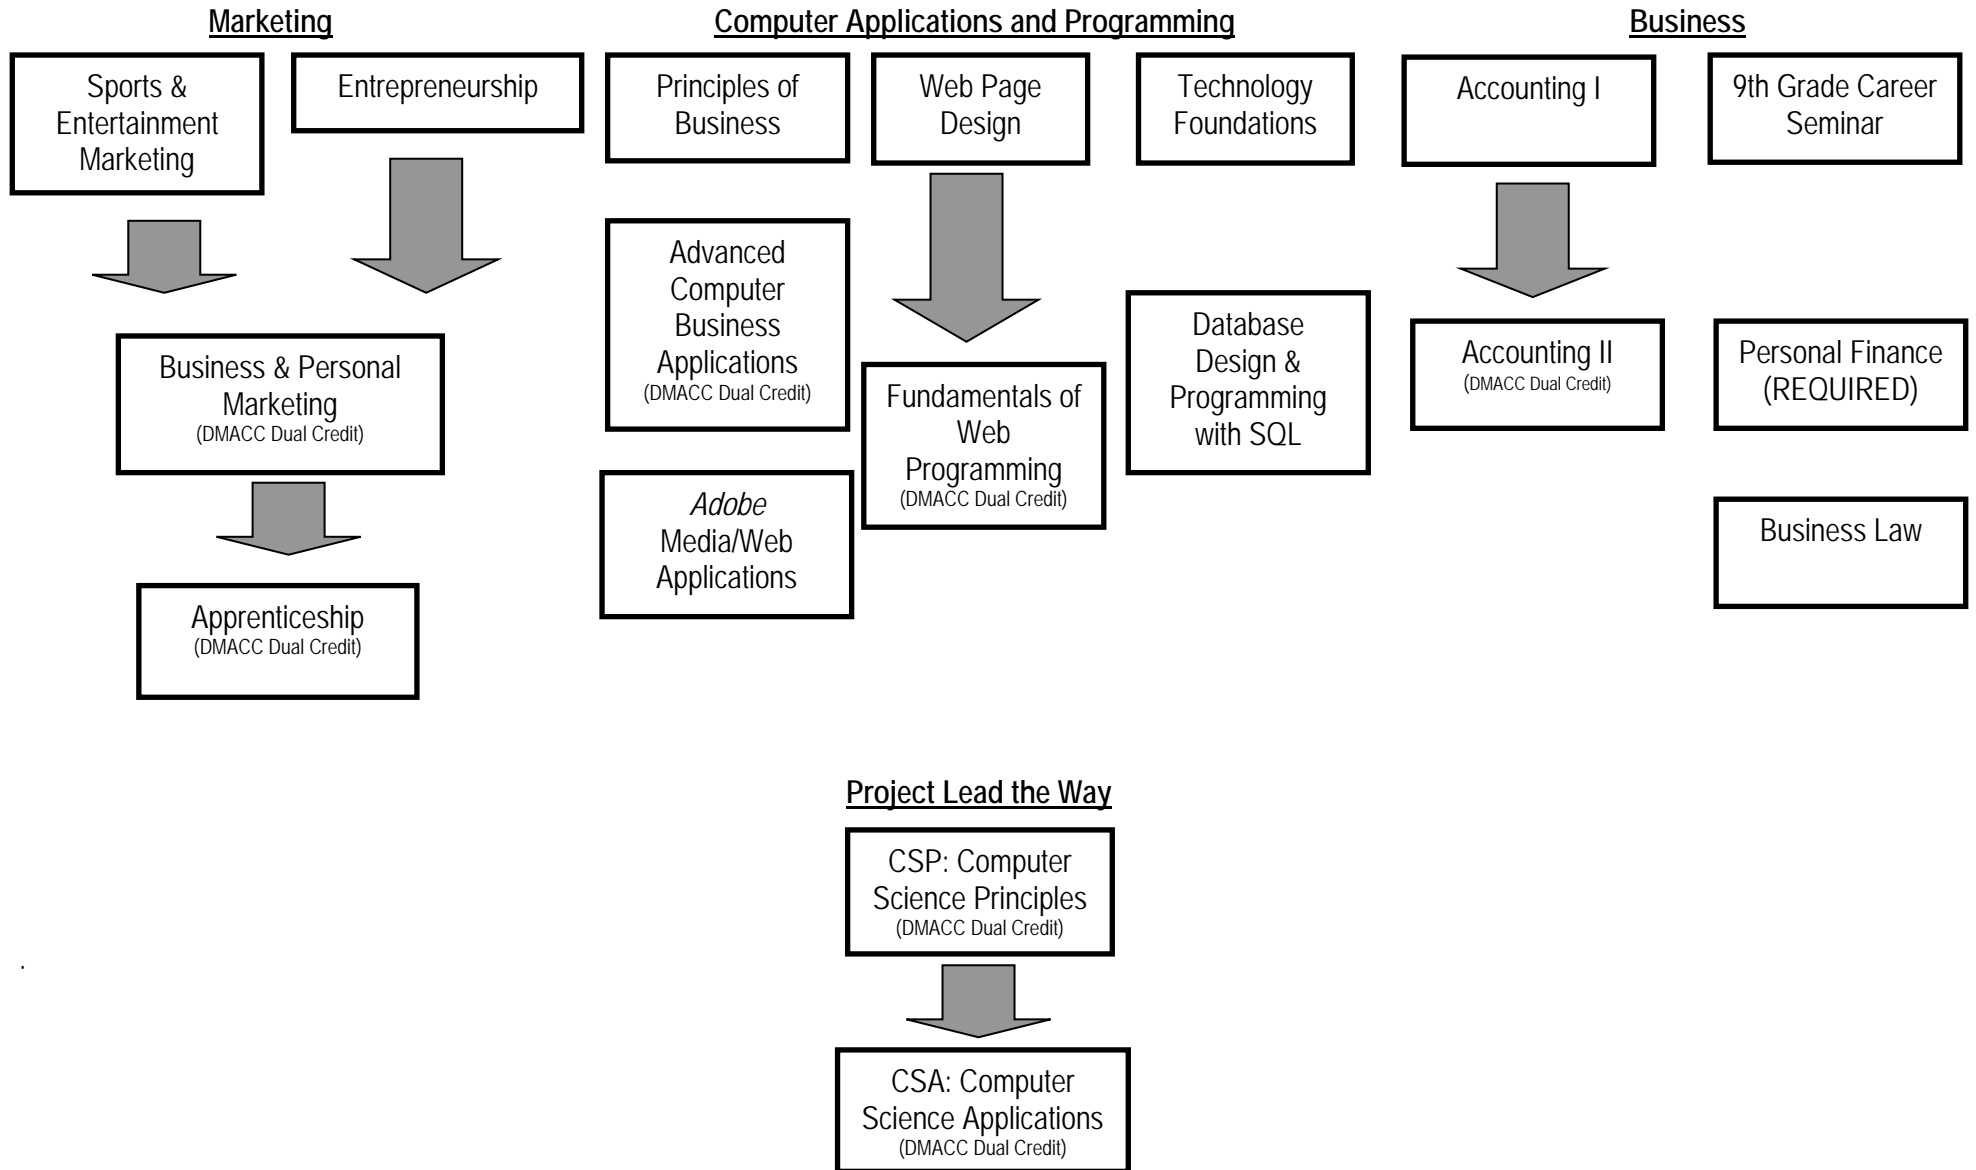 Marketing
Sports &
Entertainment
Marketing
Entrepreneurship
Business & Personal
Marketing
(DMACC Dual Credit)
Apprenticeship
(DMACC Dual Credit)
Computer Applications and Programming
Principles of
Business
Advanced
Computer
Business
Applications
(DMACC Dual Credit)
Adobe
Media/Web
Applications
Web Page
Design
Fundamentals of
Web
Programming
(DMACC Dual Credit)
Technology
Foundations
Database
Design &
Programming
with SQL
Business
Accounting I
Accounting II
(DMACC Dual Credit)
9th Grade Career
Seminar
Personal Finance
(REQUIRED)
Business Law
Project Lead the Way
CSP: Computer
Science Principles
(DMACC Dual Credit)
.
CSA: Computer
Science Applications
(DMACC Dual Credit)